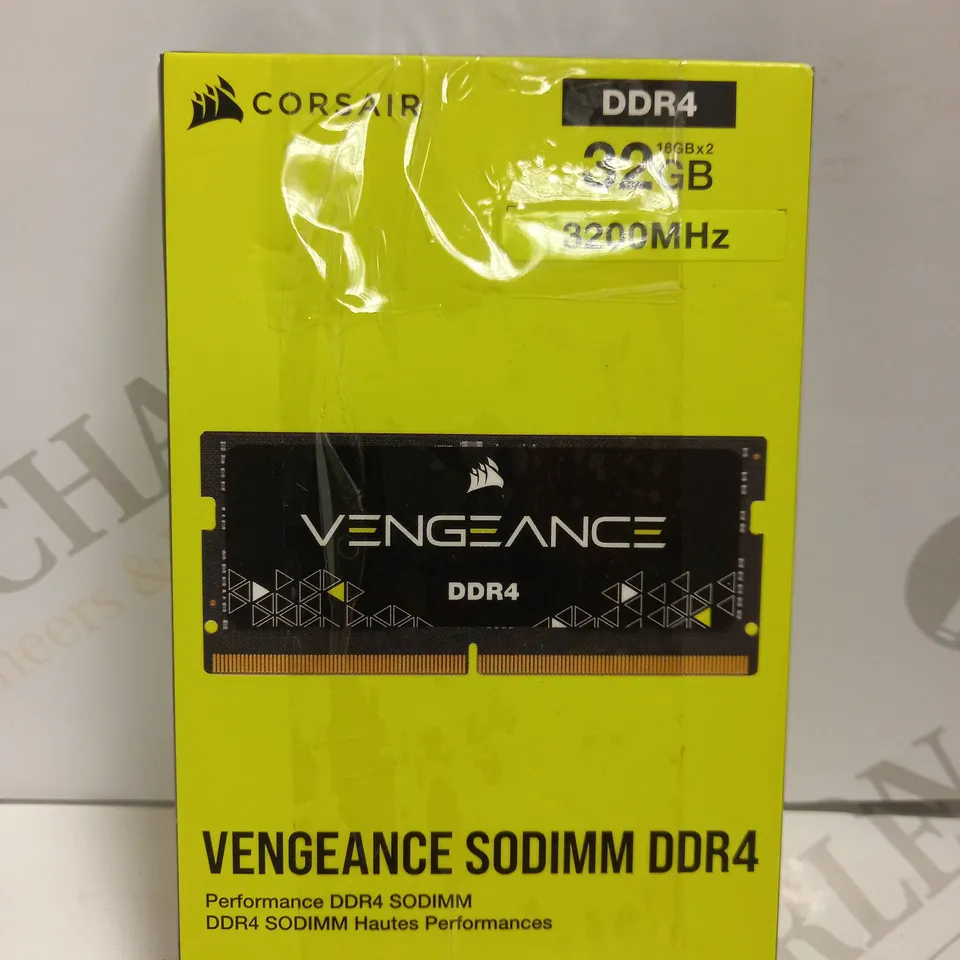 CORSAIR
DDR4
16GBx2
32GB
3200MHz
VENGEANCE
DDR4
VENGEANCE SODIMM DDR4
Performance DDR4 SODIMM
DDR4 SODIMM Hautes Performances